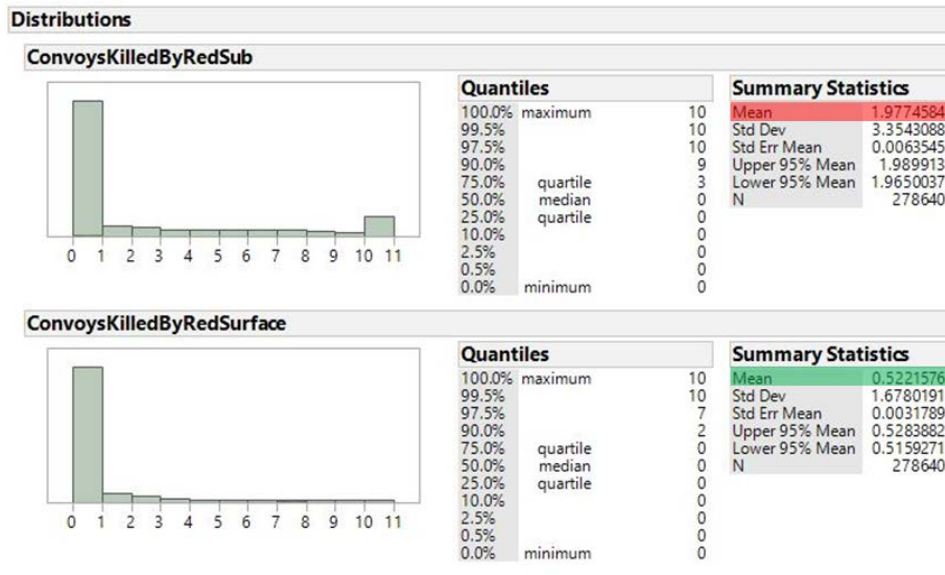 Distributions
ConvoysKilledByRedSub
0 1 2 3 4 5 6 7 8 9 10 11
Quantiles
100.0% maximum 10
99.5% 10
97.5% 10
90.0% 9
75.0% quartile 3
50.0% median 0
25.0% quartile 0
10.0% 0
2.5% 0
0.5% 0
0.0% minimum 0
Summary Statistics
Mean 1.9774584
Std Dev 3.3543088
Std Err Mean 0.0063545
Upper 95% Mean 1.989913
Lower 95% Mean 1.9650037
N 278640
ConvoysKilledByRedSurface
0 1 2 3 4 5 6 7 8 9 10 11
Quantiles
100.0% maximum 10
99.5% 10
97.5% 7
90.0% 2
75.0% quartile 0
50.0% median 0
25.0% quartile 0
10.0% 0
2.5% 0
0.5% 0
0.0% minimum 0
Summary Statistics
Mean 0.5221576
Std Dev 1.6780191
Std Err Mean 0.0031789
Upper 95% Mean 0.5283882
Lower 95% Mean 0.5159271
N 278640